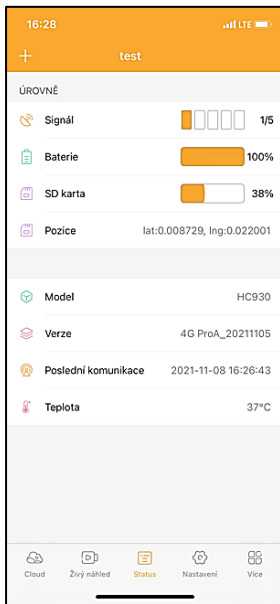 16:28 LTE
+ test
ÚROVNĚ
Signál 1/5
Baterie 100%
SD karta 38%
Pozice lat:0.008729, lng:0.022001
Model HC930
Verze 4G ProA_20211105
Poslední komunikace 2021-11-08 16:26:43
Teplota 37°C
Cloud Živý náhled Status Nastavení Více